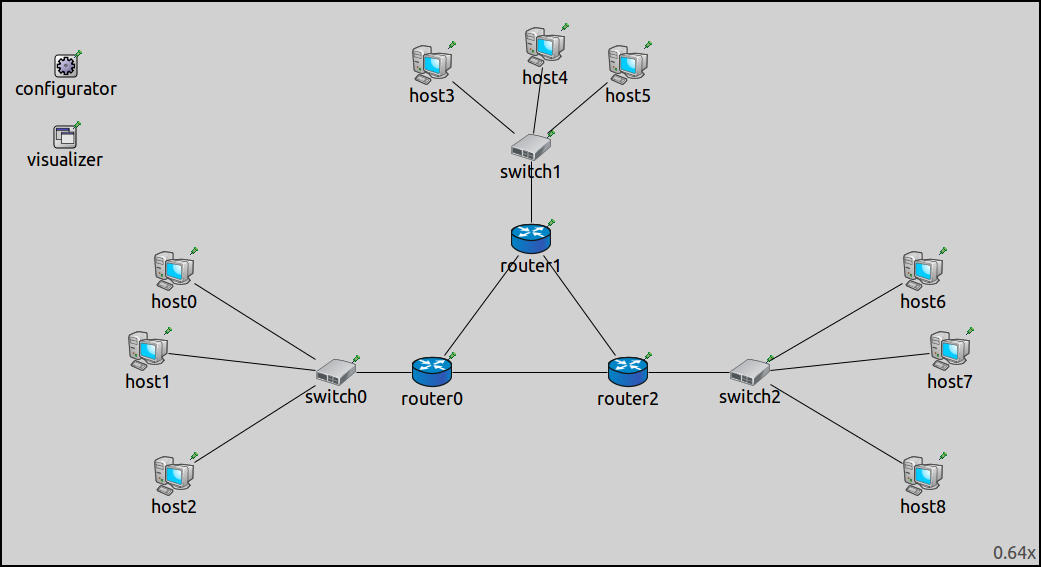 host4
host3
host5
configurator
visualizer
switch1
router1
host0
host6
host1
host7
switch0
router0
router2
switch2
host2
host8
0.64x